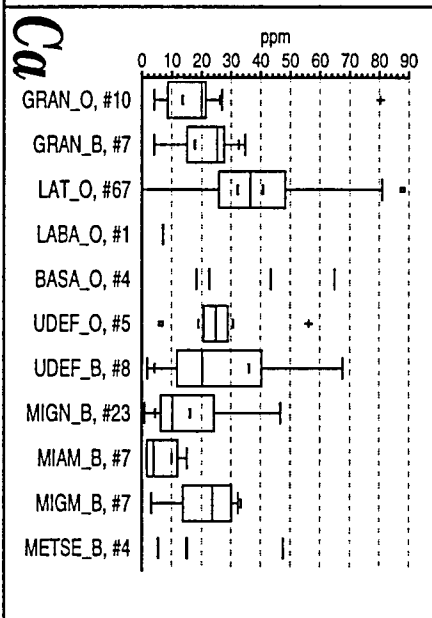 Ca
ppm
0 10 20 30 40 50 60 70 80 90
GRAN_O, #10
GRAN_B, #7
LAT_O, #67
LABA_O, #1
BASA_O, #4
UDEF_O, #5
UDEF_B, #8
MIGN_B, #23
MIAM_B, #7
MIGM_B, #7
METSE_B, #4